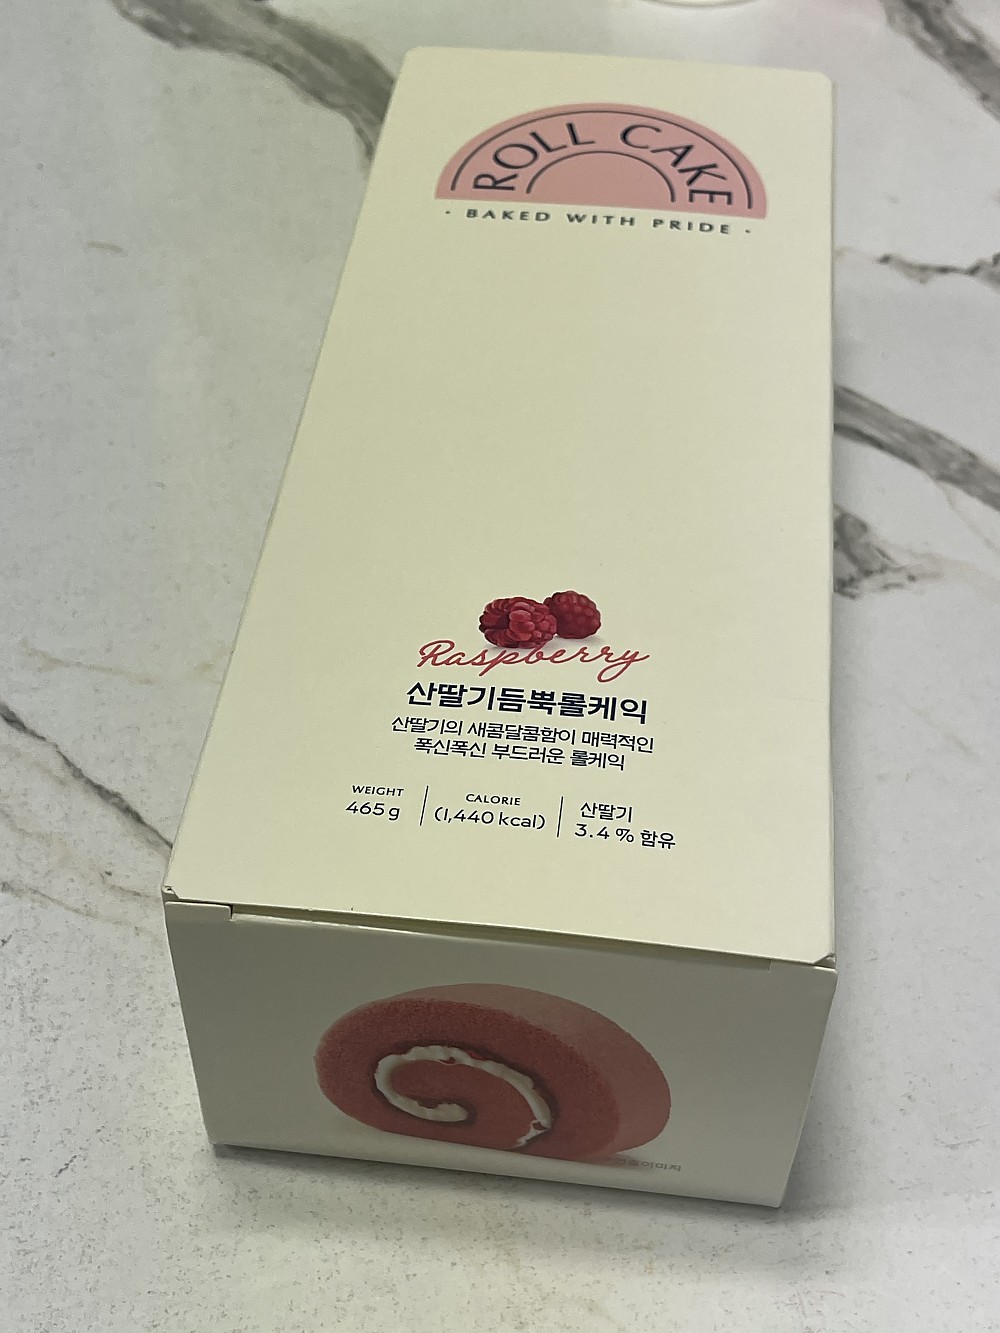 ROLL CAKE
· BAKED WITH PRIDE ·
Raspberry
산딸기듬뿍롤케익
산딸기의 새콤달콤함이 매력적인
폭신폭신 부드러운 롤케익
WEIGHT
465g
CALORIE
(1,440 kcal)
산딸기
3.4 % 함유